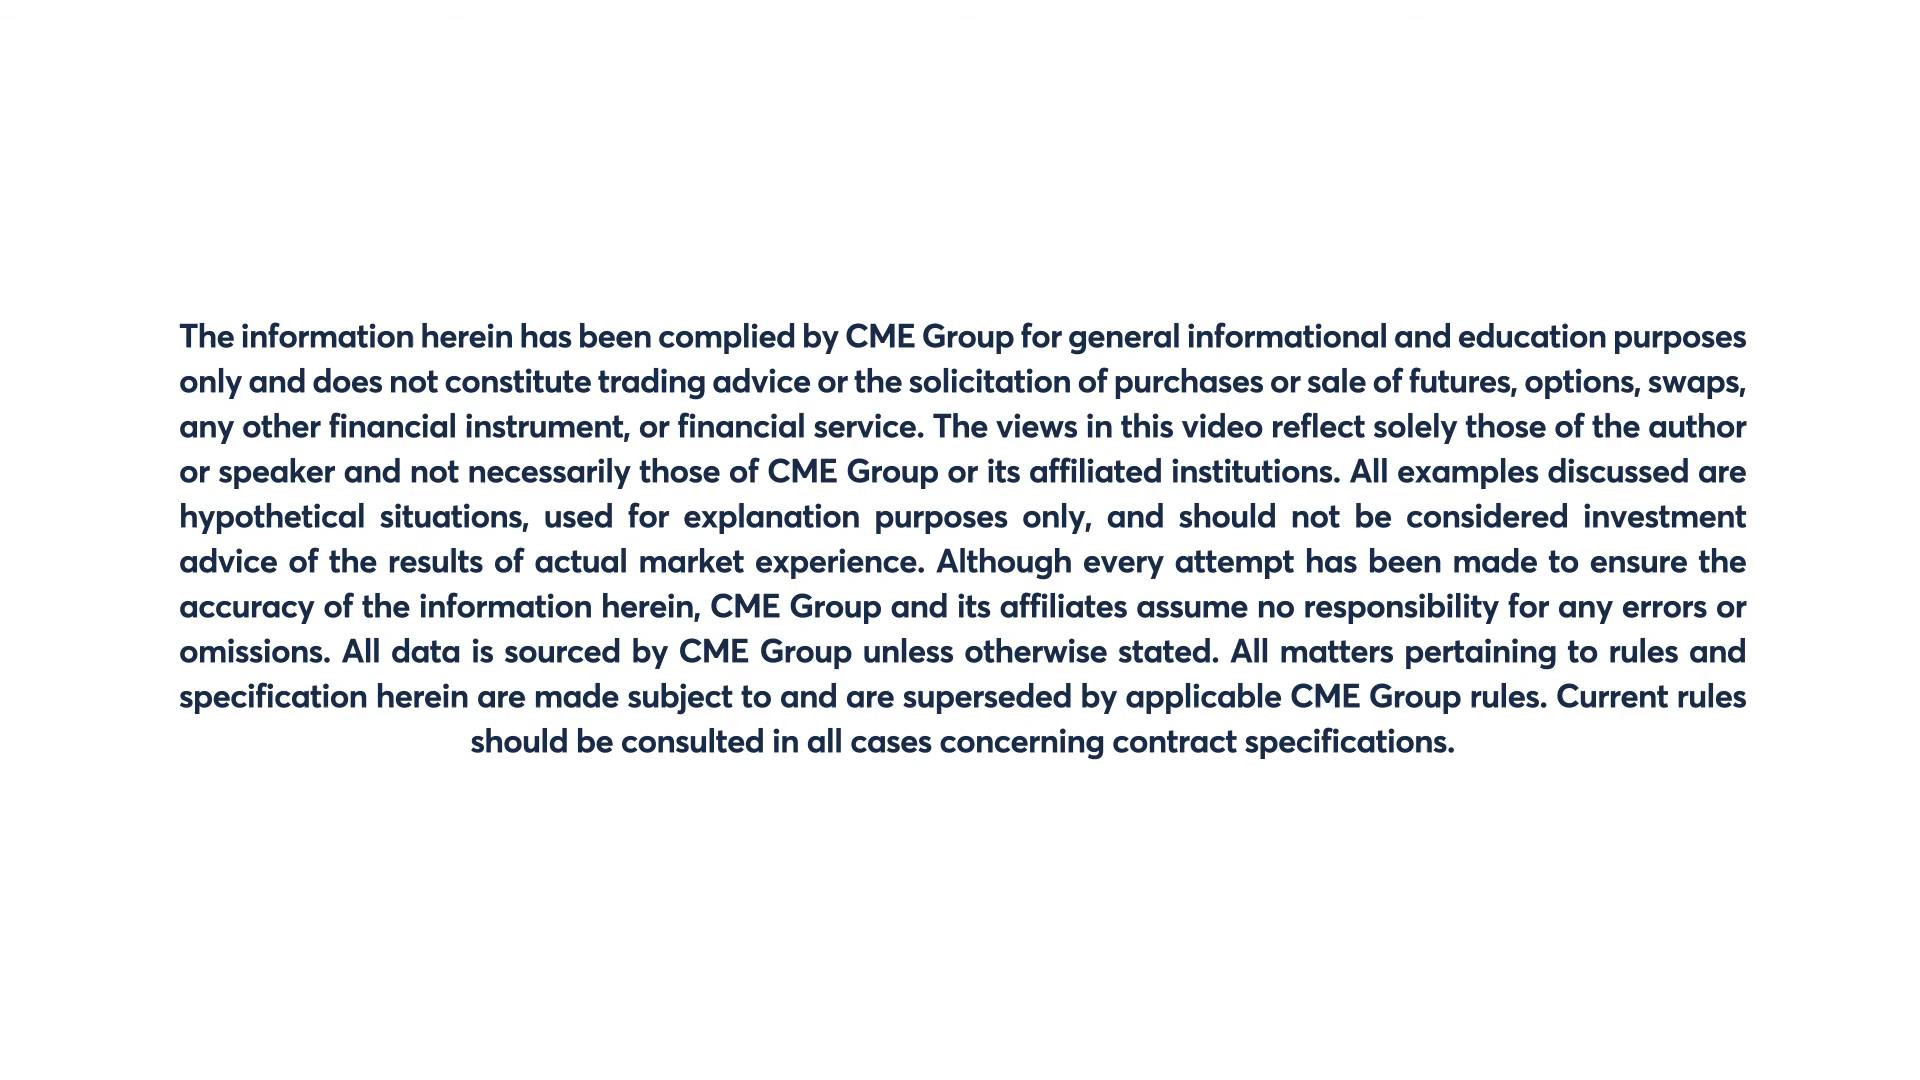 The information herein has been complied by CME Group for general informational and education purposes
only and does not constitute trading advice or the solicitation of purchases or sale of futures, options, swaps,
any other financial instrument, or financial service. The views in this video reflect solely those of the author
or speaker and not necessarily those of CME Group or its affiliated institutions. All examples discussed are
hypothetical situations, used for explanation purposes only, and should not be considered investment
advice of the results of actual market experience. Although every attempt has been made to ensure the
accuracy of the information herein, CME Group and its affiliates assume no responsibility for any errors or
omissions. All data is sourced by CME Group unless otherwise stated. All matters pertaining to rules and
specification herein are made subject to and are superseded by applicable CME Group rules. Current rules
should be consulted in all cases concerning contract specifications.